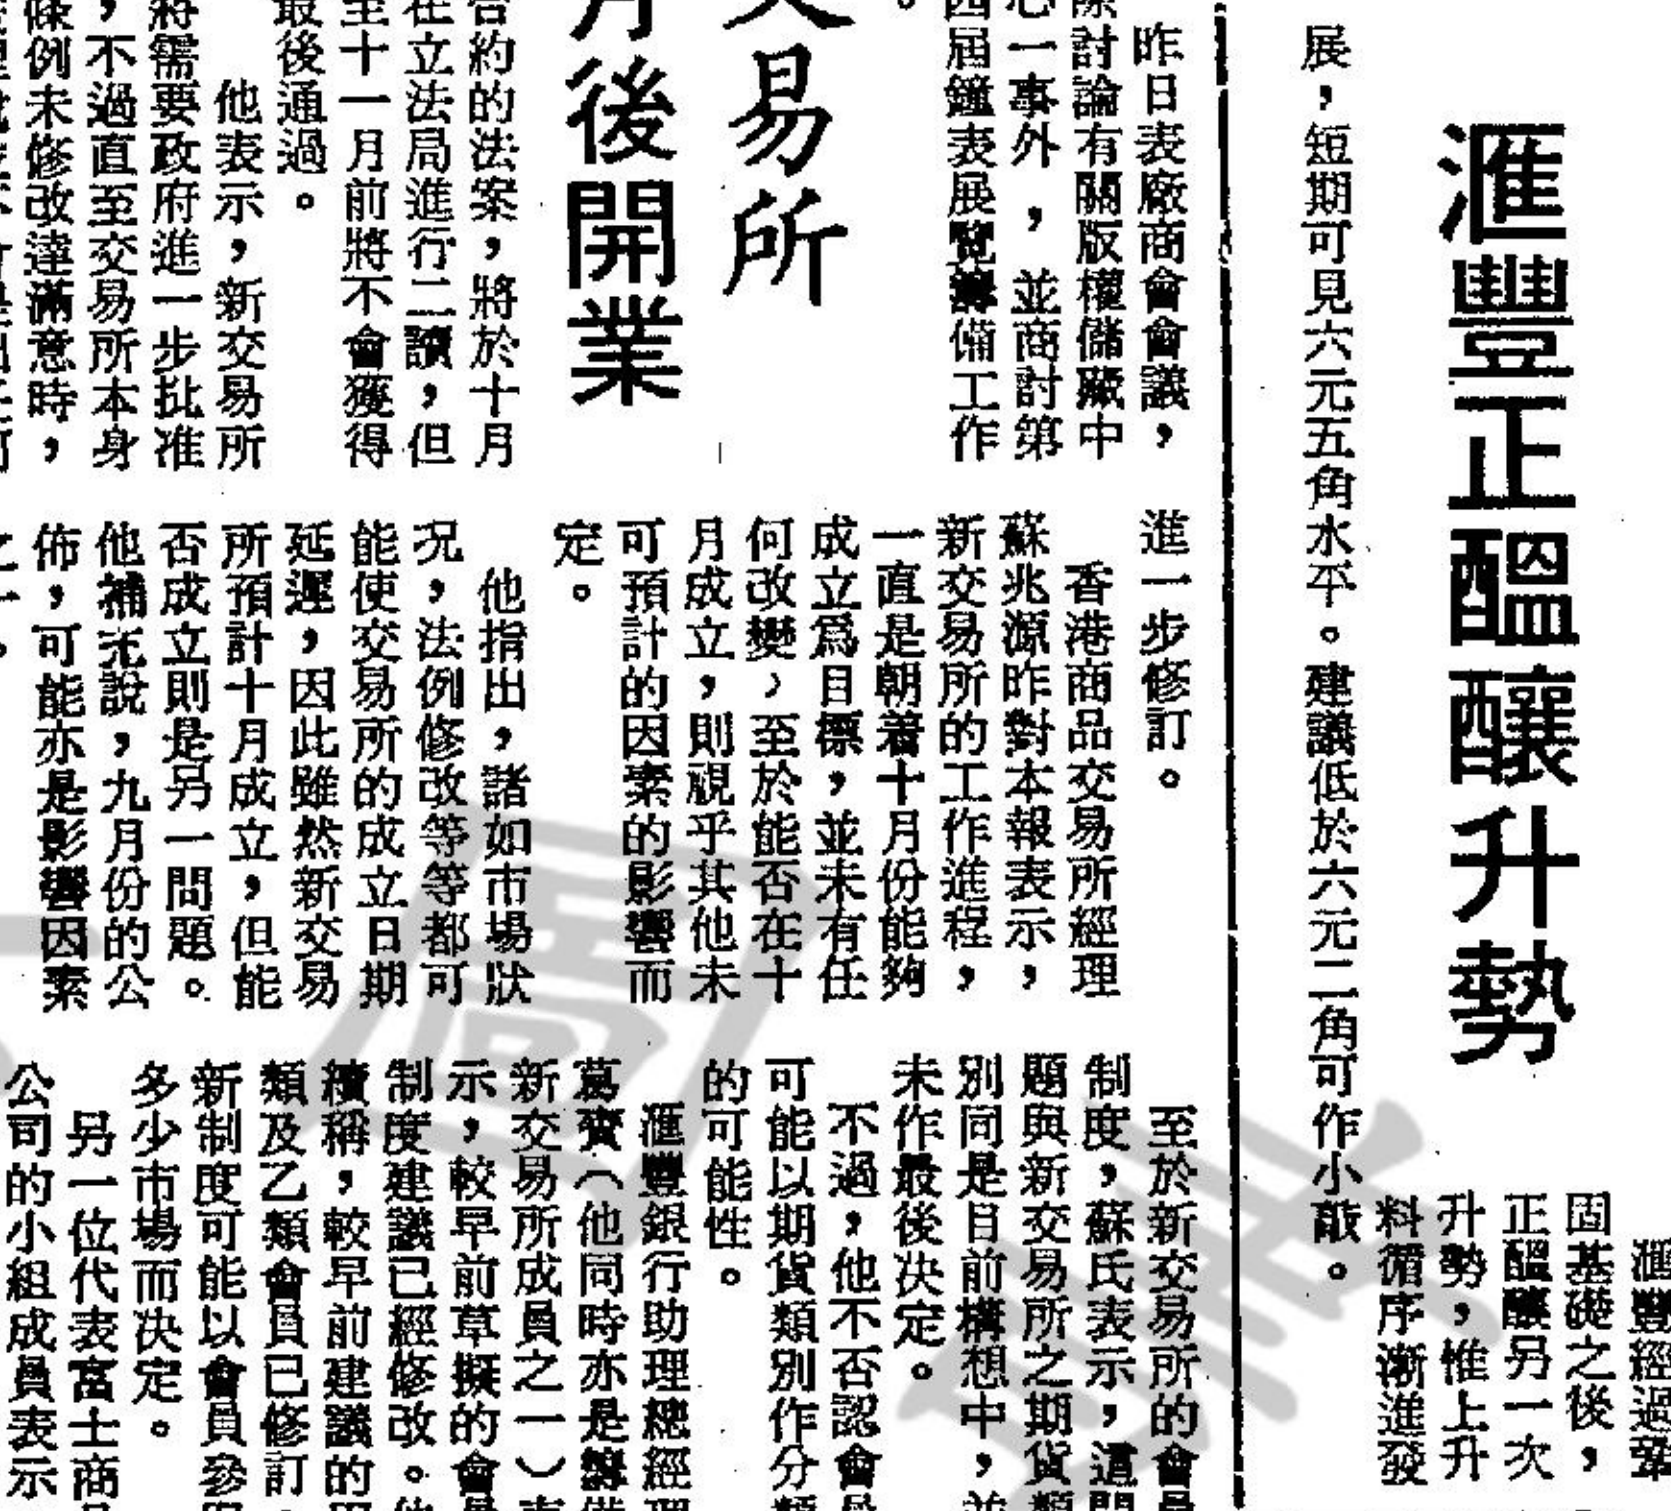 滙豐正醞釀升勢
滙豐經過鞏
固基礎之後，
正醞釀另一次
升勢，惟上升
料循序漸進發
展，短期可見六元五角水平。建議低於六元二角可作小敲。
昨日表廠商會會議，
討論有關版權儲廠中
心一事外，並商討第
四屆鐘表展覽籌備工作
。
交易所
月後開業
合約的法案，將於十月
在立法局進行二讀，但
至十一月前將不會獲得
最後通過。
他表示，新交易所
將需要政府進一步批准
，不過直至交易所本身
條例未修改達滿意時，
進一步修訂。
香港商品交易所經理
蘇兆源昨對本報表示，
新交易所的工作進程，
一直是朝着十月份能夠
成立爲目標，並未有任
何改變，至於能否在十
月成立，則視乎其他未
可預計的因素的影響而
定。
他指出，諸如市場狀
況，法例修改等等都可
能使交易所的成立日期
延遲，因此雖然新交易
所預計十月成立，但能
否成立則是另一問題。
他補充說，九月份的公
佈，可能亦是影響因素
之一。
至於新交易所的會員
制度，蘇氏表示，這問
題與新交易所之期貨類
別同是目前構想中，並
未作最後決定。
不過，他不否認會員
可能以期貨類別作分類
的可能性。
滙豐銀行助理總經理
葛賚（他同時亦是籌備
新交易所成員之一）表
示，較早前草擬的會員
制度建議已經修改。他
續稱，較早前建議的甲
類及乙類會員已修訂，
新制度可能以會員參與
多少市場而決定。
另一位代表富士商品
公司的小組成員表示